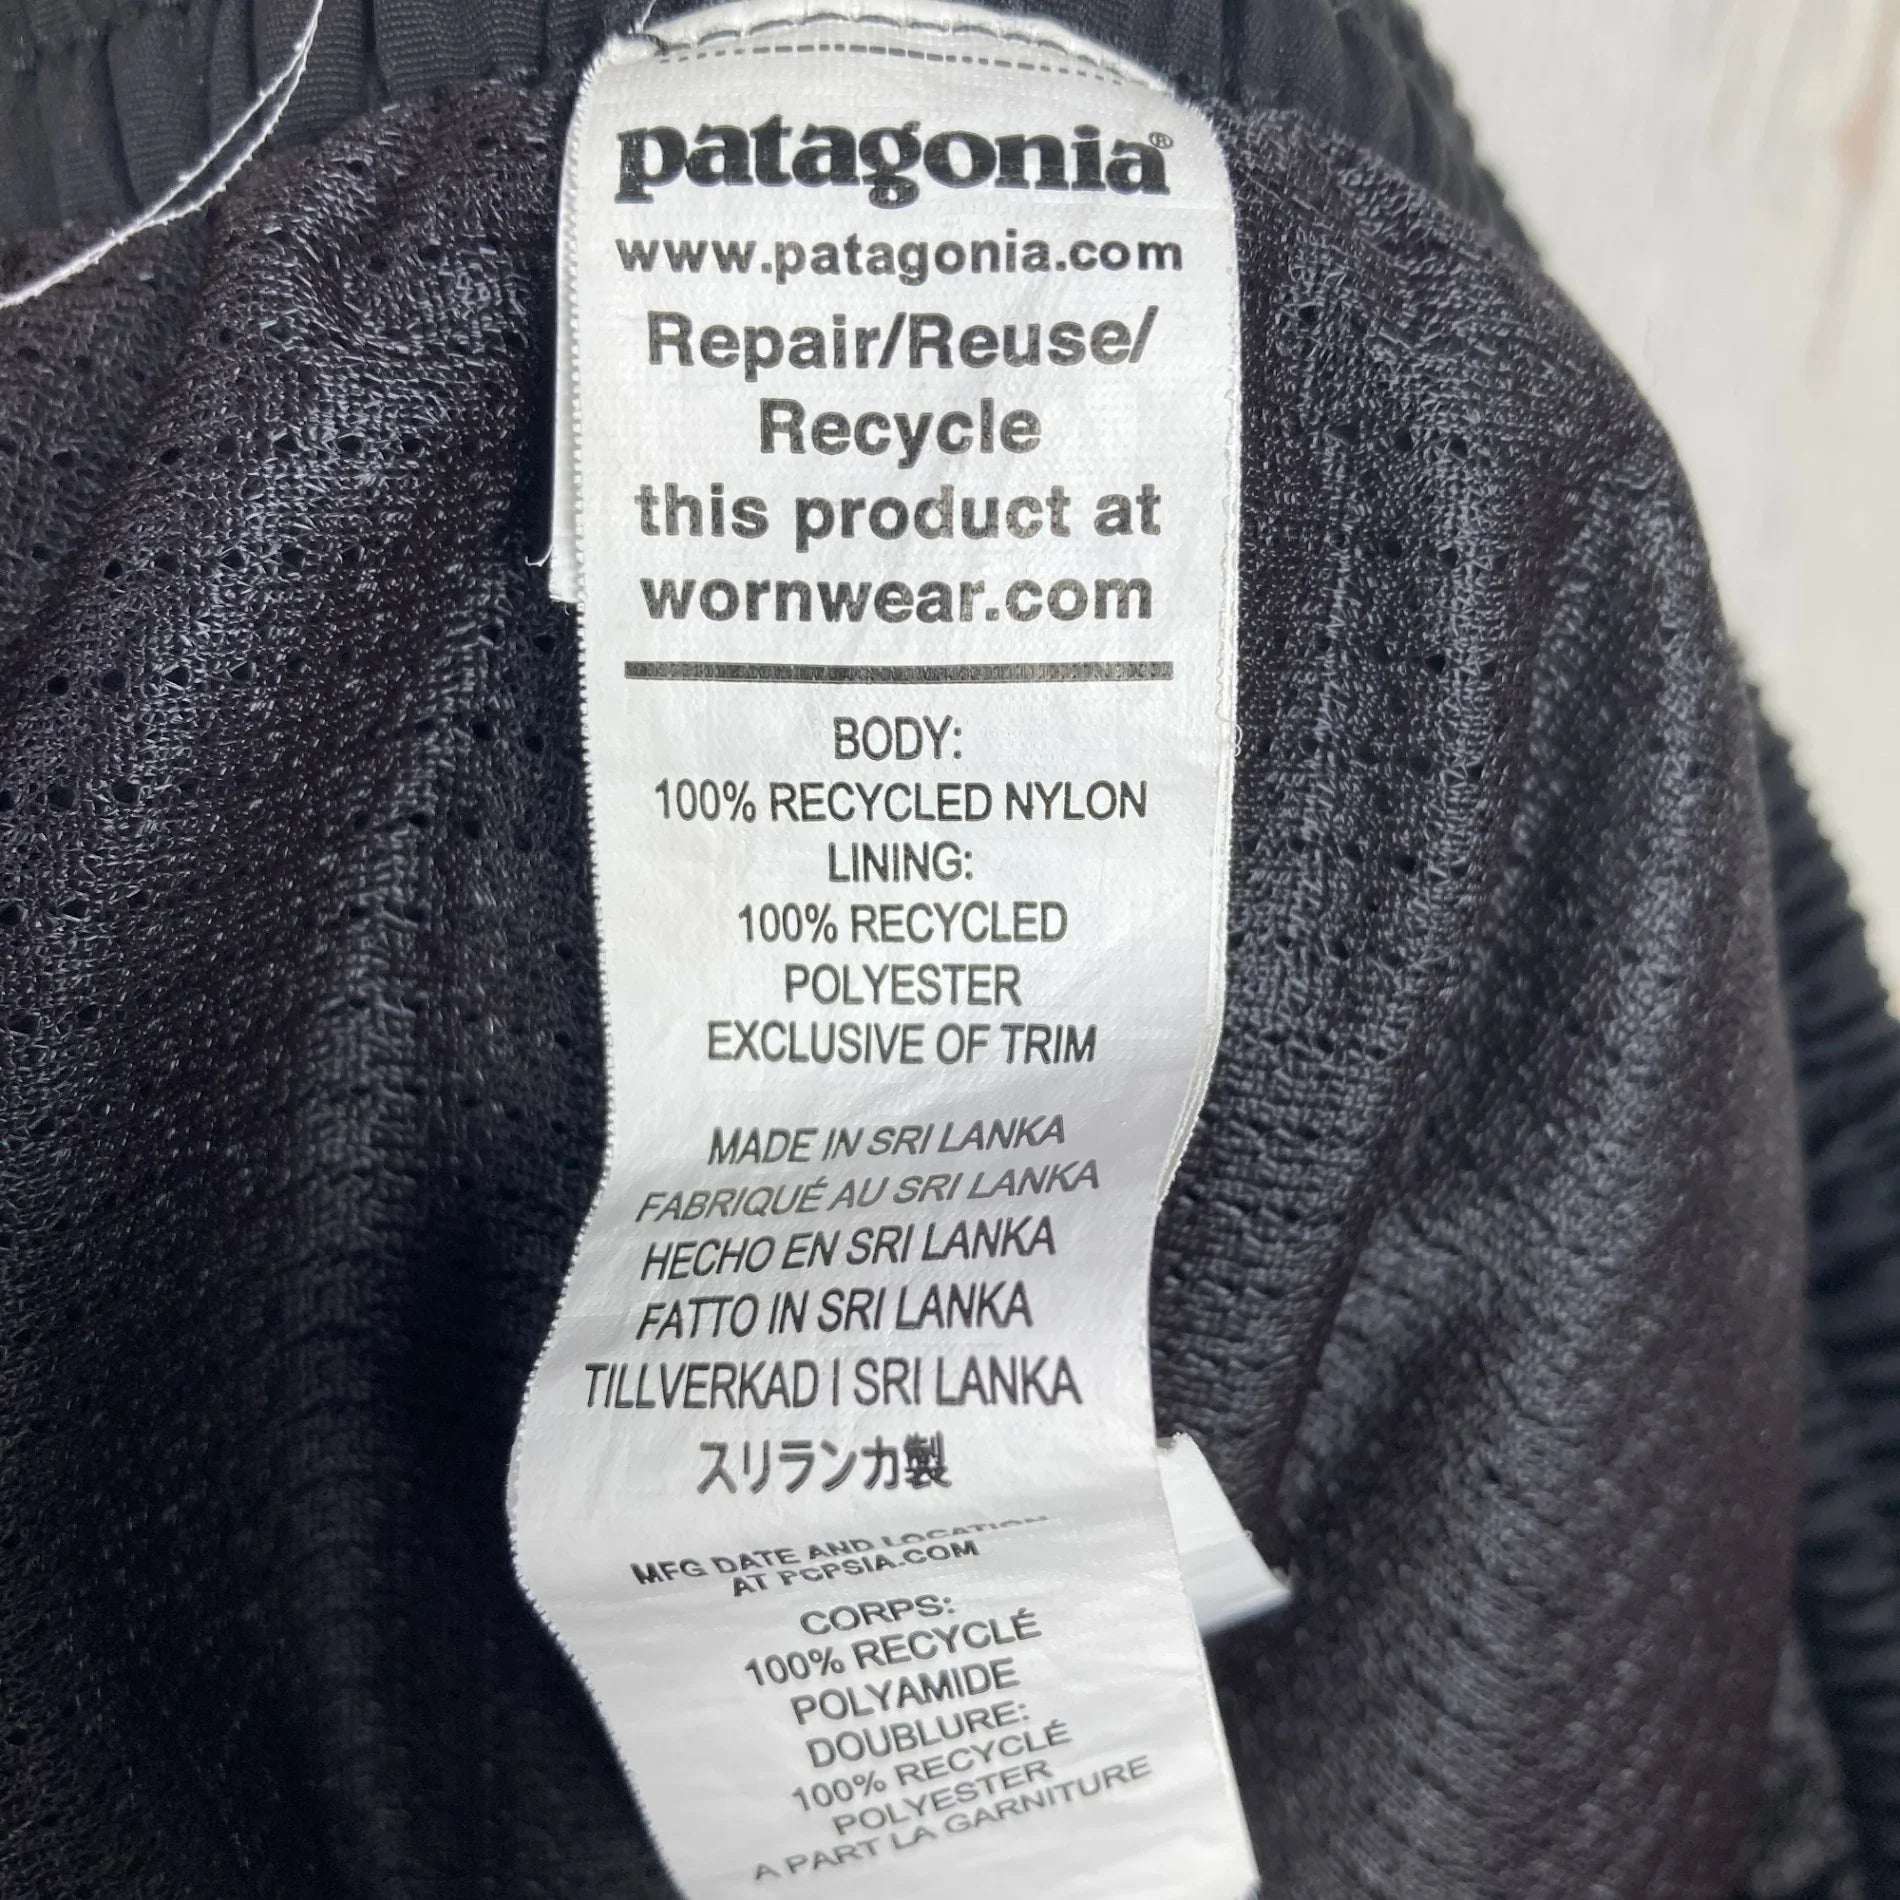 patagonia®
www.patagonia.com
Repair/Reuse/
Recycle
this product at
wornwear.com
BODY:
100% RECYCLED NYLON
LINING:
100% RECYCLED
POLYESTER
EXCLUSIVE OF TRIM
MADE IN SRI LANKA
FABRIQUÉ AU SRI LANKA
HECHO EN SRI LANKA
FATTO IN SRI LANKA
TILLVERKAD I SRI LANKA
スリランカ製
MFG DATE AND LOCATION
AT PCPSIA.COM
CORPS:
100% RECYCLÉ
POLYAMIDE
DOUBLURE:
100% RECYCLÉ
POLYESTER
A PART LA GARNITURE